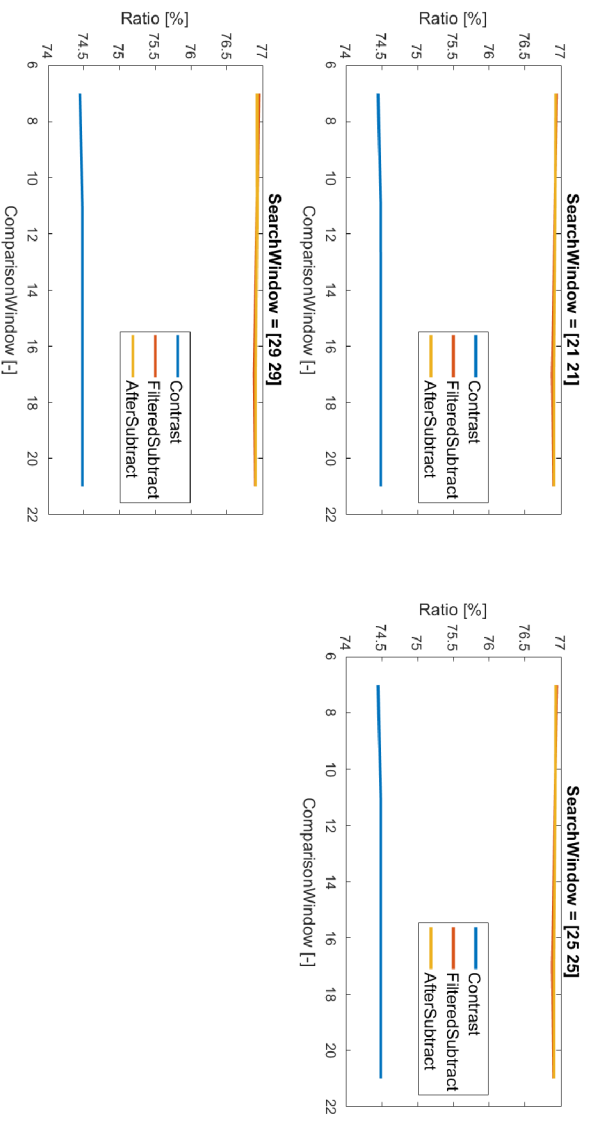 SearchWindow = [21 21]
77
76.5
76
75.5
75
74.5
74
Ratio [%]
Contrast
FilteredSubtract
AfterSubtract
6
8
10
12
14
16
18
20
22
ComparisonWindow [-]
SearchWindow = [25 25]
77
76.5
76
75.5
75
74.5
74
Ratio [%]
Contrast
FilteredSubtract
AfterSubtract
6
8
10
12
14
16
18
20
22
ComparisonWindow [-]
SearchWindow = [29 29]
77
76.5
76
75.5
75
74.5
74
Ratio [%]
Contrast
FilteredSubtract
AfterSubtract
6
8
10
12
14
16
18
20
22
ComparisonWindow [-]